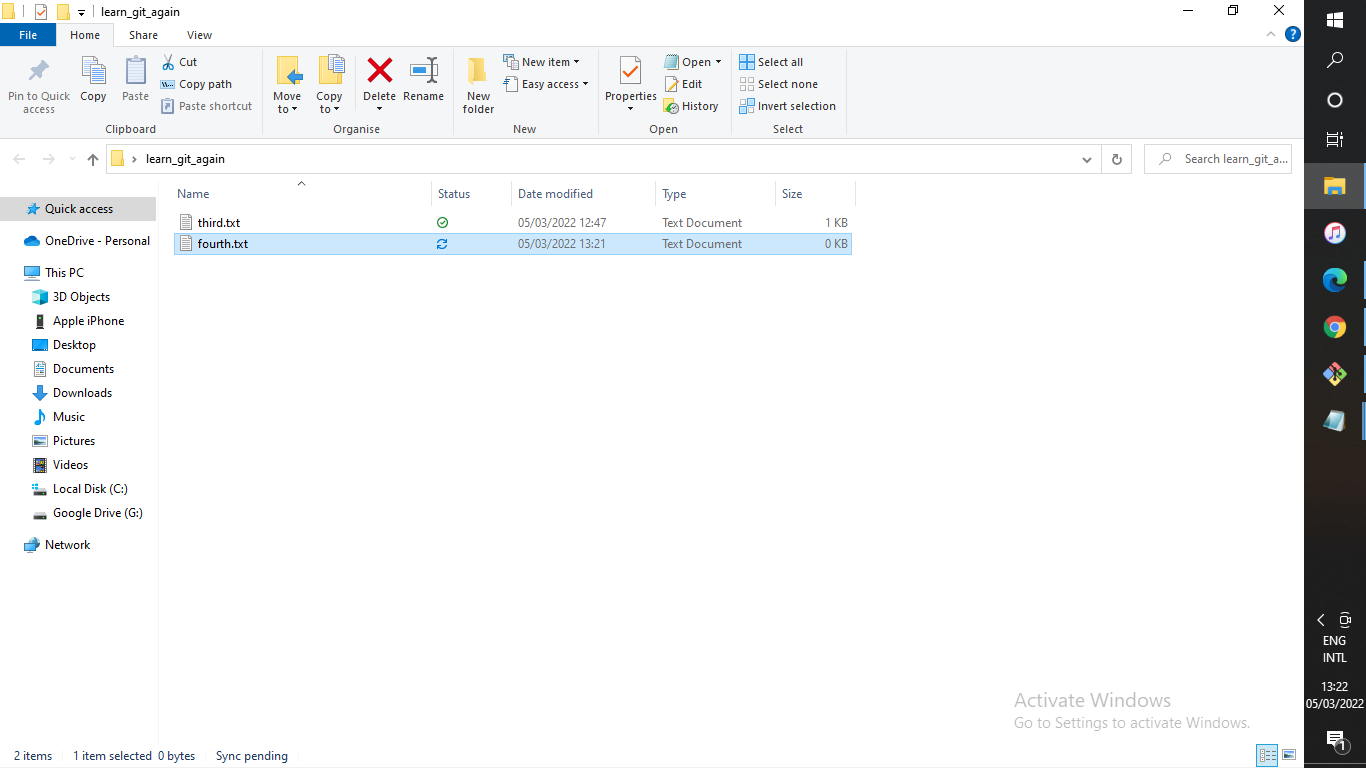 learn_git_again
File Home Share View
Pin to Quick access
Copy
Paste
Cut
Copy path
Paste shortcut
Clipboard
Move to
Copy to
Delete
Rename
Organise
New folder
New item
Easy access
New
Properties
Open
Edit
History
Open
Select all
Select none
Invert selection
Select
learn_git_again
Search learn_git_a...
Name Status Date modified Type Size
third.txt 05/03/2022 12:47 Text Document 1 KB
fourth.txt 05/03/2022 13:21 Text Document 0 KB
Quick access
OneDrive - Personal
This PC
3D Objects
Apple iPhone
Desktop
Documents
Downloads
Music
Pictures
Videos
Local Disk (C:)
Google Drive (G:)
Network
Activate Windows
Go to Settings to activate Windows.
2 items 1 item selected 0 bytes Sync pending
ENG
INTL
13:22
05/03/2022
1